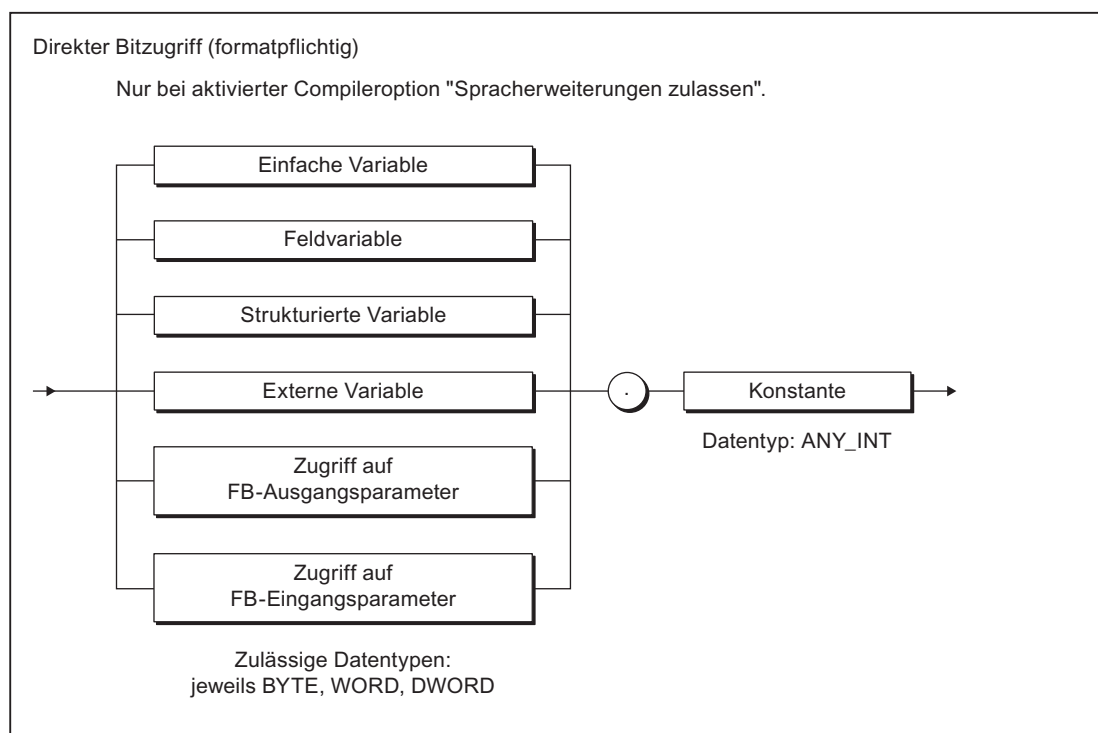 Direkter Bitzugriff (formatpflichtig)
Nur bei aktivierter Compileroption "Spracherweiterungen zulassen".
Einfache Variable
Feldvariable
Strukturierte Variable
Externe Variable
.
Konstante
Datentyp: ANY_INT
Zugriff auf
FB-Ausgangsparameter
Zugriff auf
FB-Eingangsparameter
Zulässige Datentypen:
jeweils BYTE, WORD, DWORD